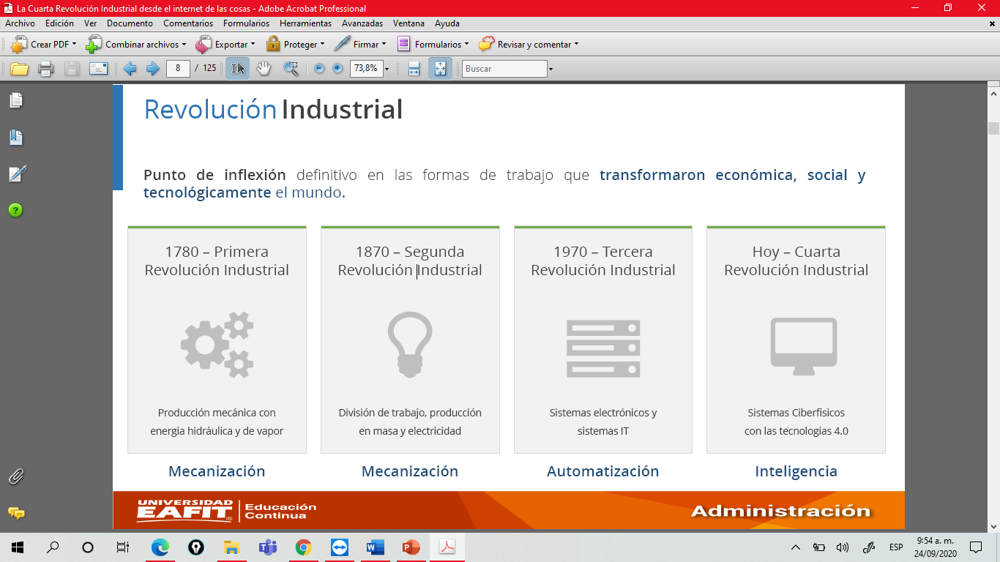 La Cuarta Revolución Industrial desde el internet de las cosas - Adobe Acrobat Professional
Archivo Edición Ver Documento Comentarios Formularios Herramientas Avanzadas Ventana Ayuda
Crear PDF Combinar archivos Exportar Proteger Firmar Formularios Revisar y comentar
8 / 125 73,8% Buscar
Revolución Industrial
Punto de inflexión definitivo en las formas de trabajo que transformaron económica, social y
tecnológicamente el mundo.
1780 – Primera
Revolución Industrial
Producción mecánica con
energía hidráulica y de vapor
Mecanización
1870 – Segunda
Revolución Industrial
División de trabajo, producción
en masa y electricidad
Mecanización
1970 – Tercera
Revolución Industrial
Sistemas electrónicos y
sistemas IT
Automatización
Hoy – Cuarta
Revolución Industrial
Sistemas Ciberfísicos
con las tecnologías 4.0
Inteligencia
UNIVERSIDAD
EAFIT
Educación
Continua
Administración
ESP
9:54 a. m.
24/09/2020